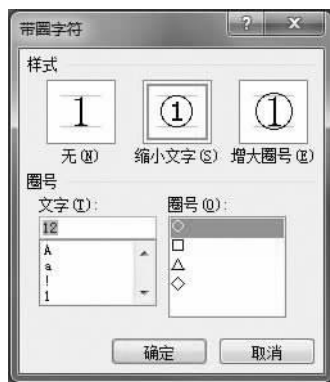 带圈字符
样式
1 ① ①
无(N) 缩小文字(S) 增大圈号(E)
圈号
文字(T): 圈号(O):
12 ○
A □
a △
! ◇
1
确定 取消